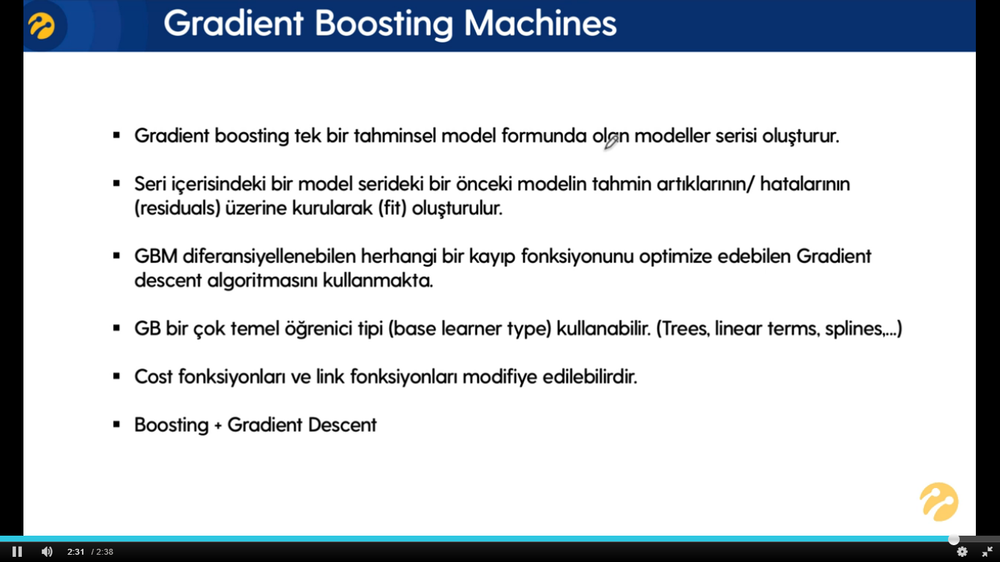 Gradient Boosting Machines
▪ Gradient boosting tek bir tahminsel model formunda olan modeller serisi oluşturur.
▪ Seri içerisindeki bir model serideki bir önceki modelin tahmin artıklarının/ hatalarının
(residuals) üzerine kurularak (fit) oluşturulur.
▪ GBM diferansiyellenebilen herhangi bir kayıp fonksiyonunu optimize edebilen Gradient
descent algoritmasını kullanmakta.
▪ GB bir çok temel öğrenici tipi (base learner type) kullanabilir. (Trees, linear terms, splines,...)
▪ Cost fonksiyonları ve link fonksiyonları modifiye edilebilirdir.
▪ Boosting + Gradient Descent
2:31 / 2:38